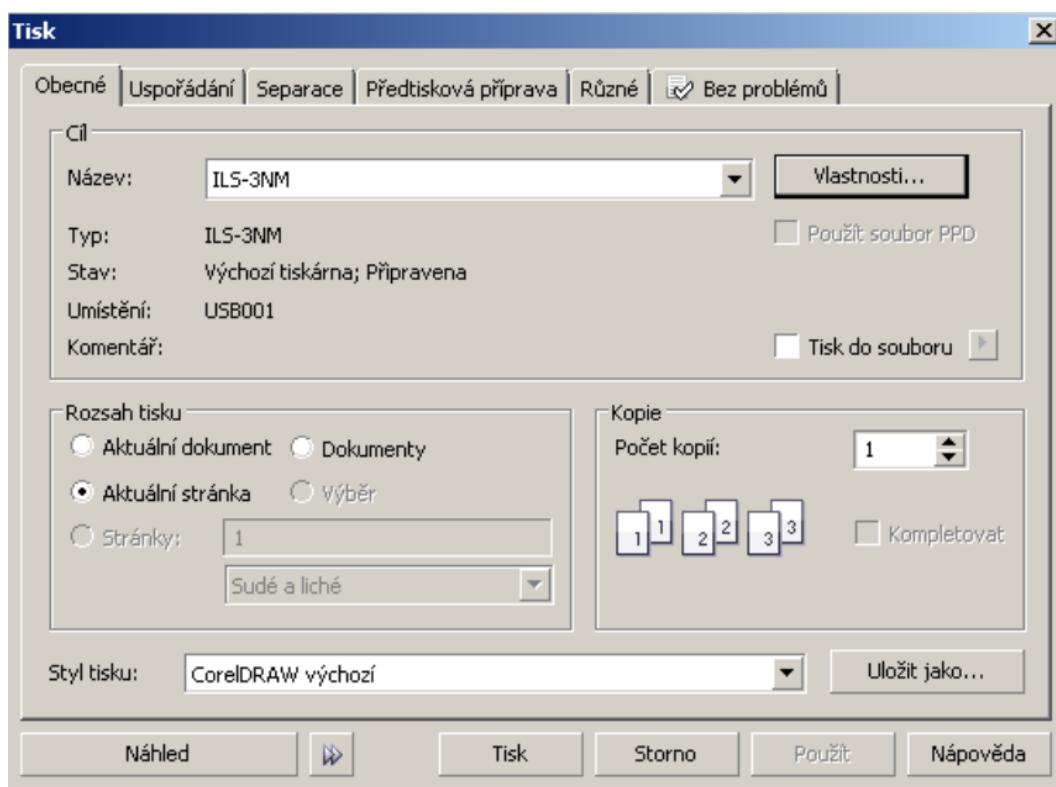 Tisk
Obecné Uspořádání Separace Předtisková příprava Různé Bez problémů
Cíl
Název: ILS-3NM Vlastnosti...
Typ: ILS-3NM Použít soubor PPD
Stav: Výchozí tiskárna; Připravena
Umístění: USB001
Komentář: Tisk do souboru
Rozsah tisku Kopie
Aktuální dokument Dokumenty Počet kopií: 1
Aktuální stránka Výběr
1 1 2 2 3 3
Stránky: 1 Kompletovat
Sudé a liché
Styl tisku: CorelDRAW výchozí Uložit jako...
Náhled Tisk Storno Použít Nápověda